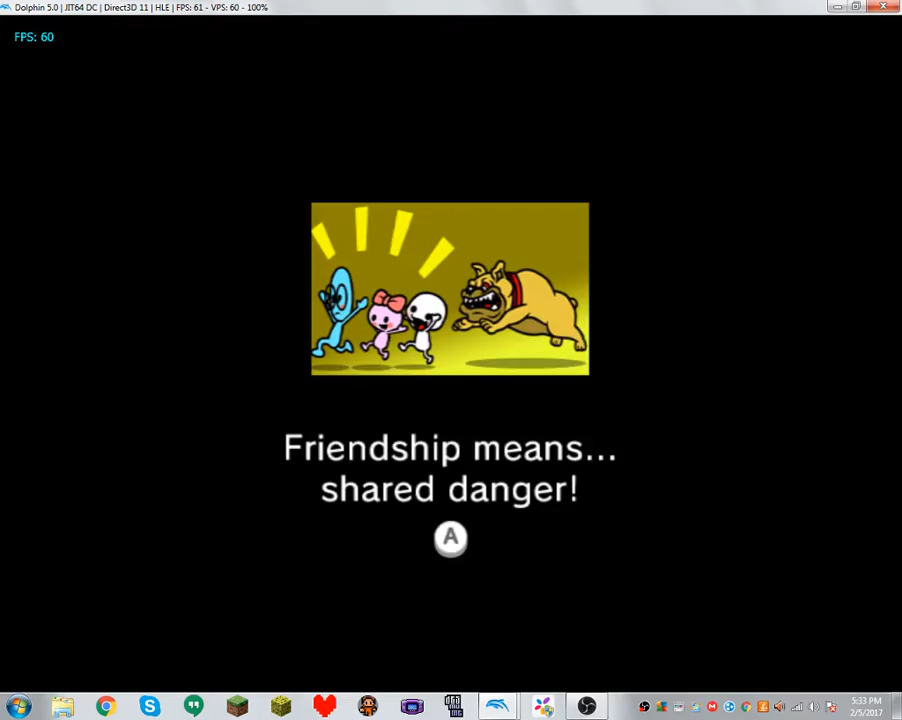 Dolphin 5.0 | JIT64 DC | Direct3D 11 | HLE | FPS: 61 - VPS: 60 - 100%
FPS: 60
Friendship means...
shared danger!
A
5:33 PM
2/5/2017